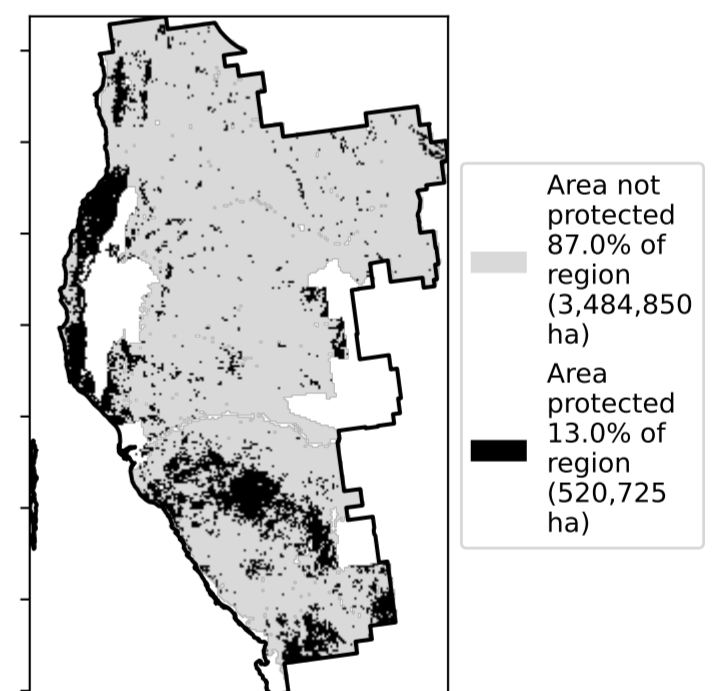 Area not
protected
87.0% of
region
(3,484,850
ha)
Area
protected
13.0% of
region
(520,725
ha)